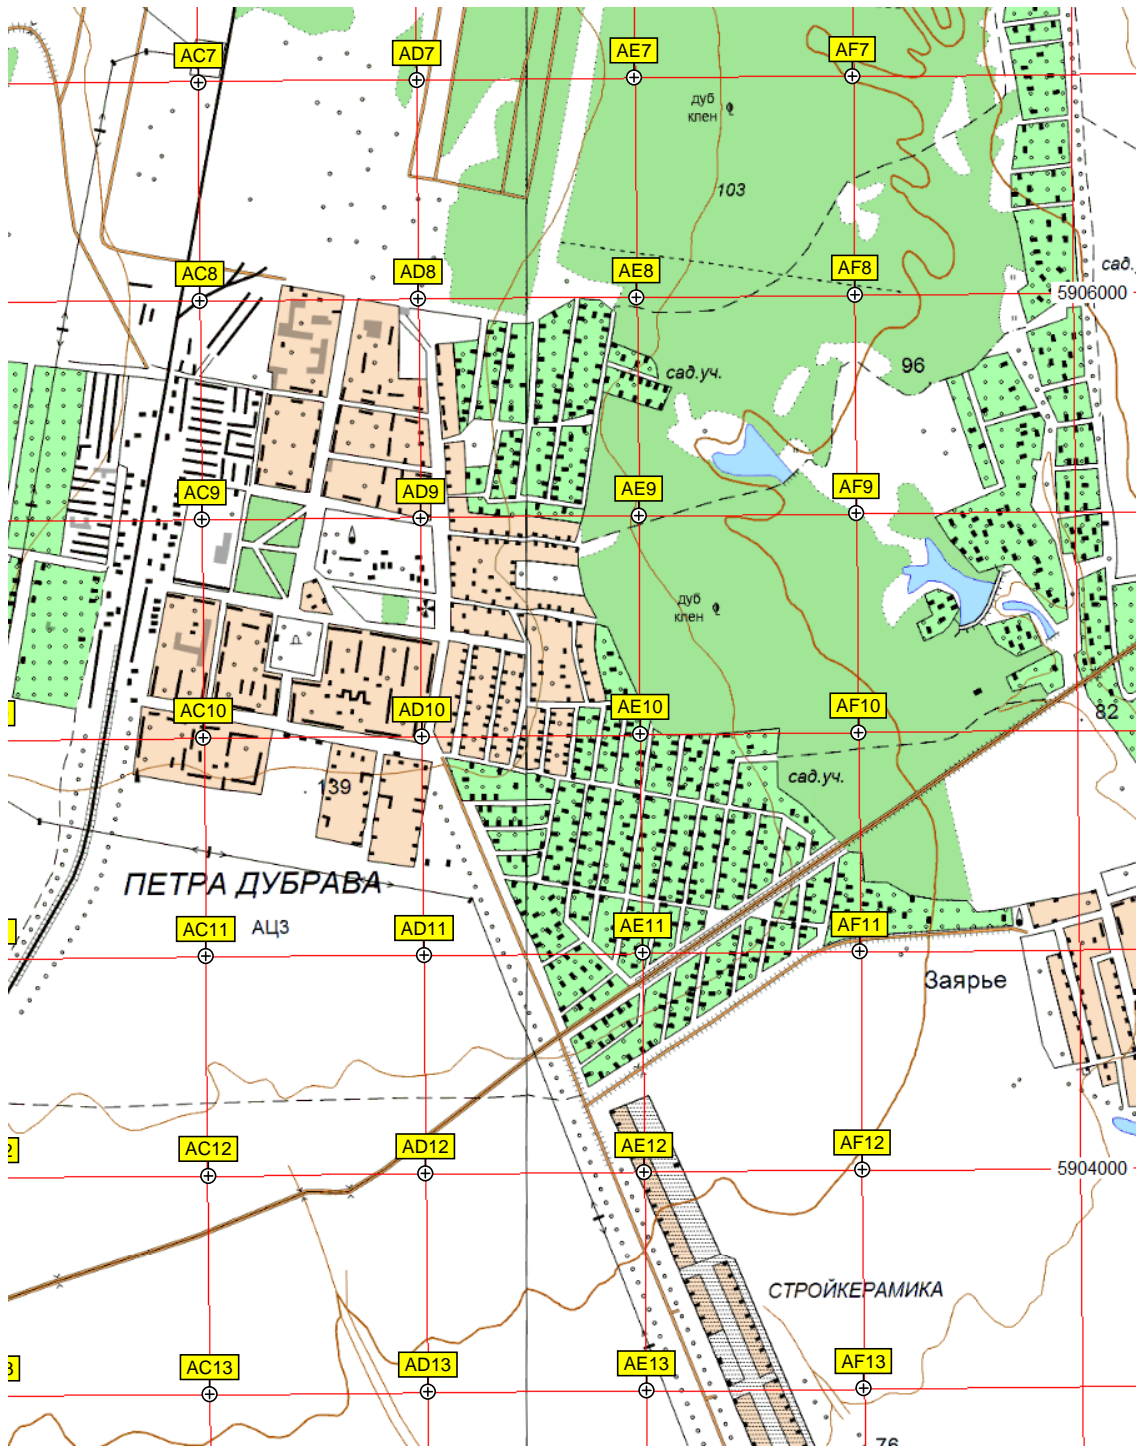 AC7
AD7
AE7
AF7
дуб
клен
103
AC8
AD8
AE8
AF8
сад.
5906000
сад.уч.
96
AC9
AD9
AE9
AF9
дуб
клен
AC10
AD10
AE10
AF10
82
139
сад.уч.
ПЕТРА ДУБРАВА
AC11
АЦЗ
AD11
AE11
AF11
Заярье
AC12
AD12
AE12
AF12
5904000
СТРОЙКЕРАМИКА
AC13
AD13
AE13
AF13
76